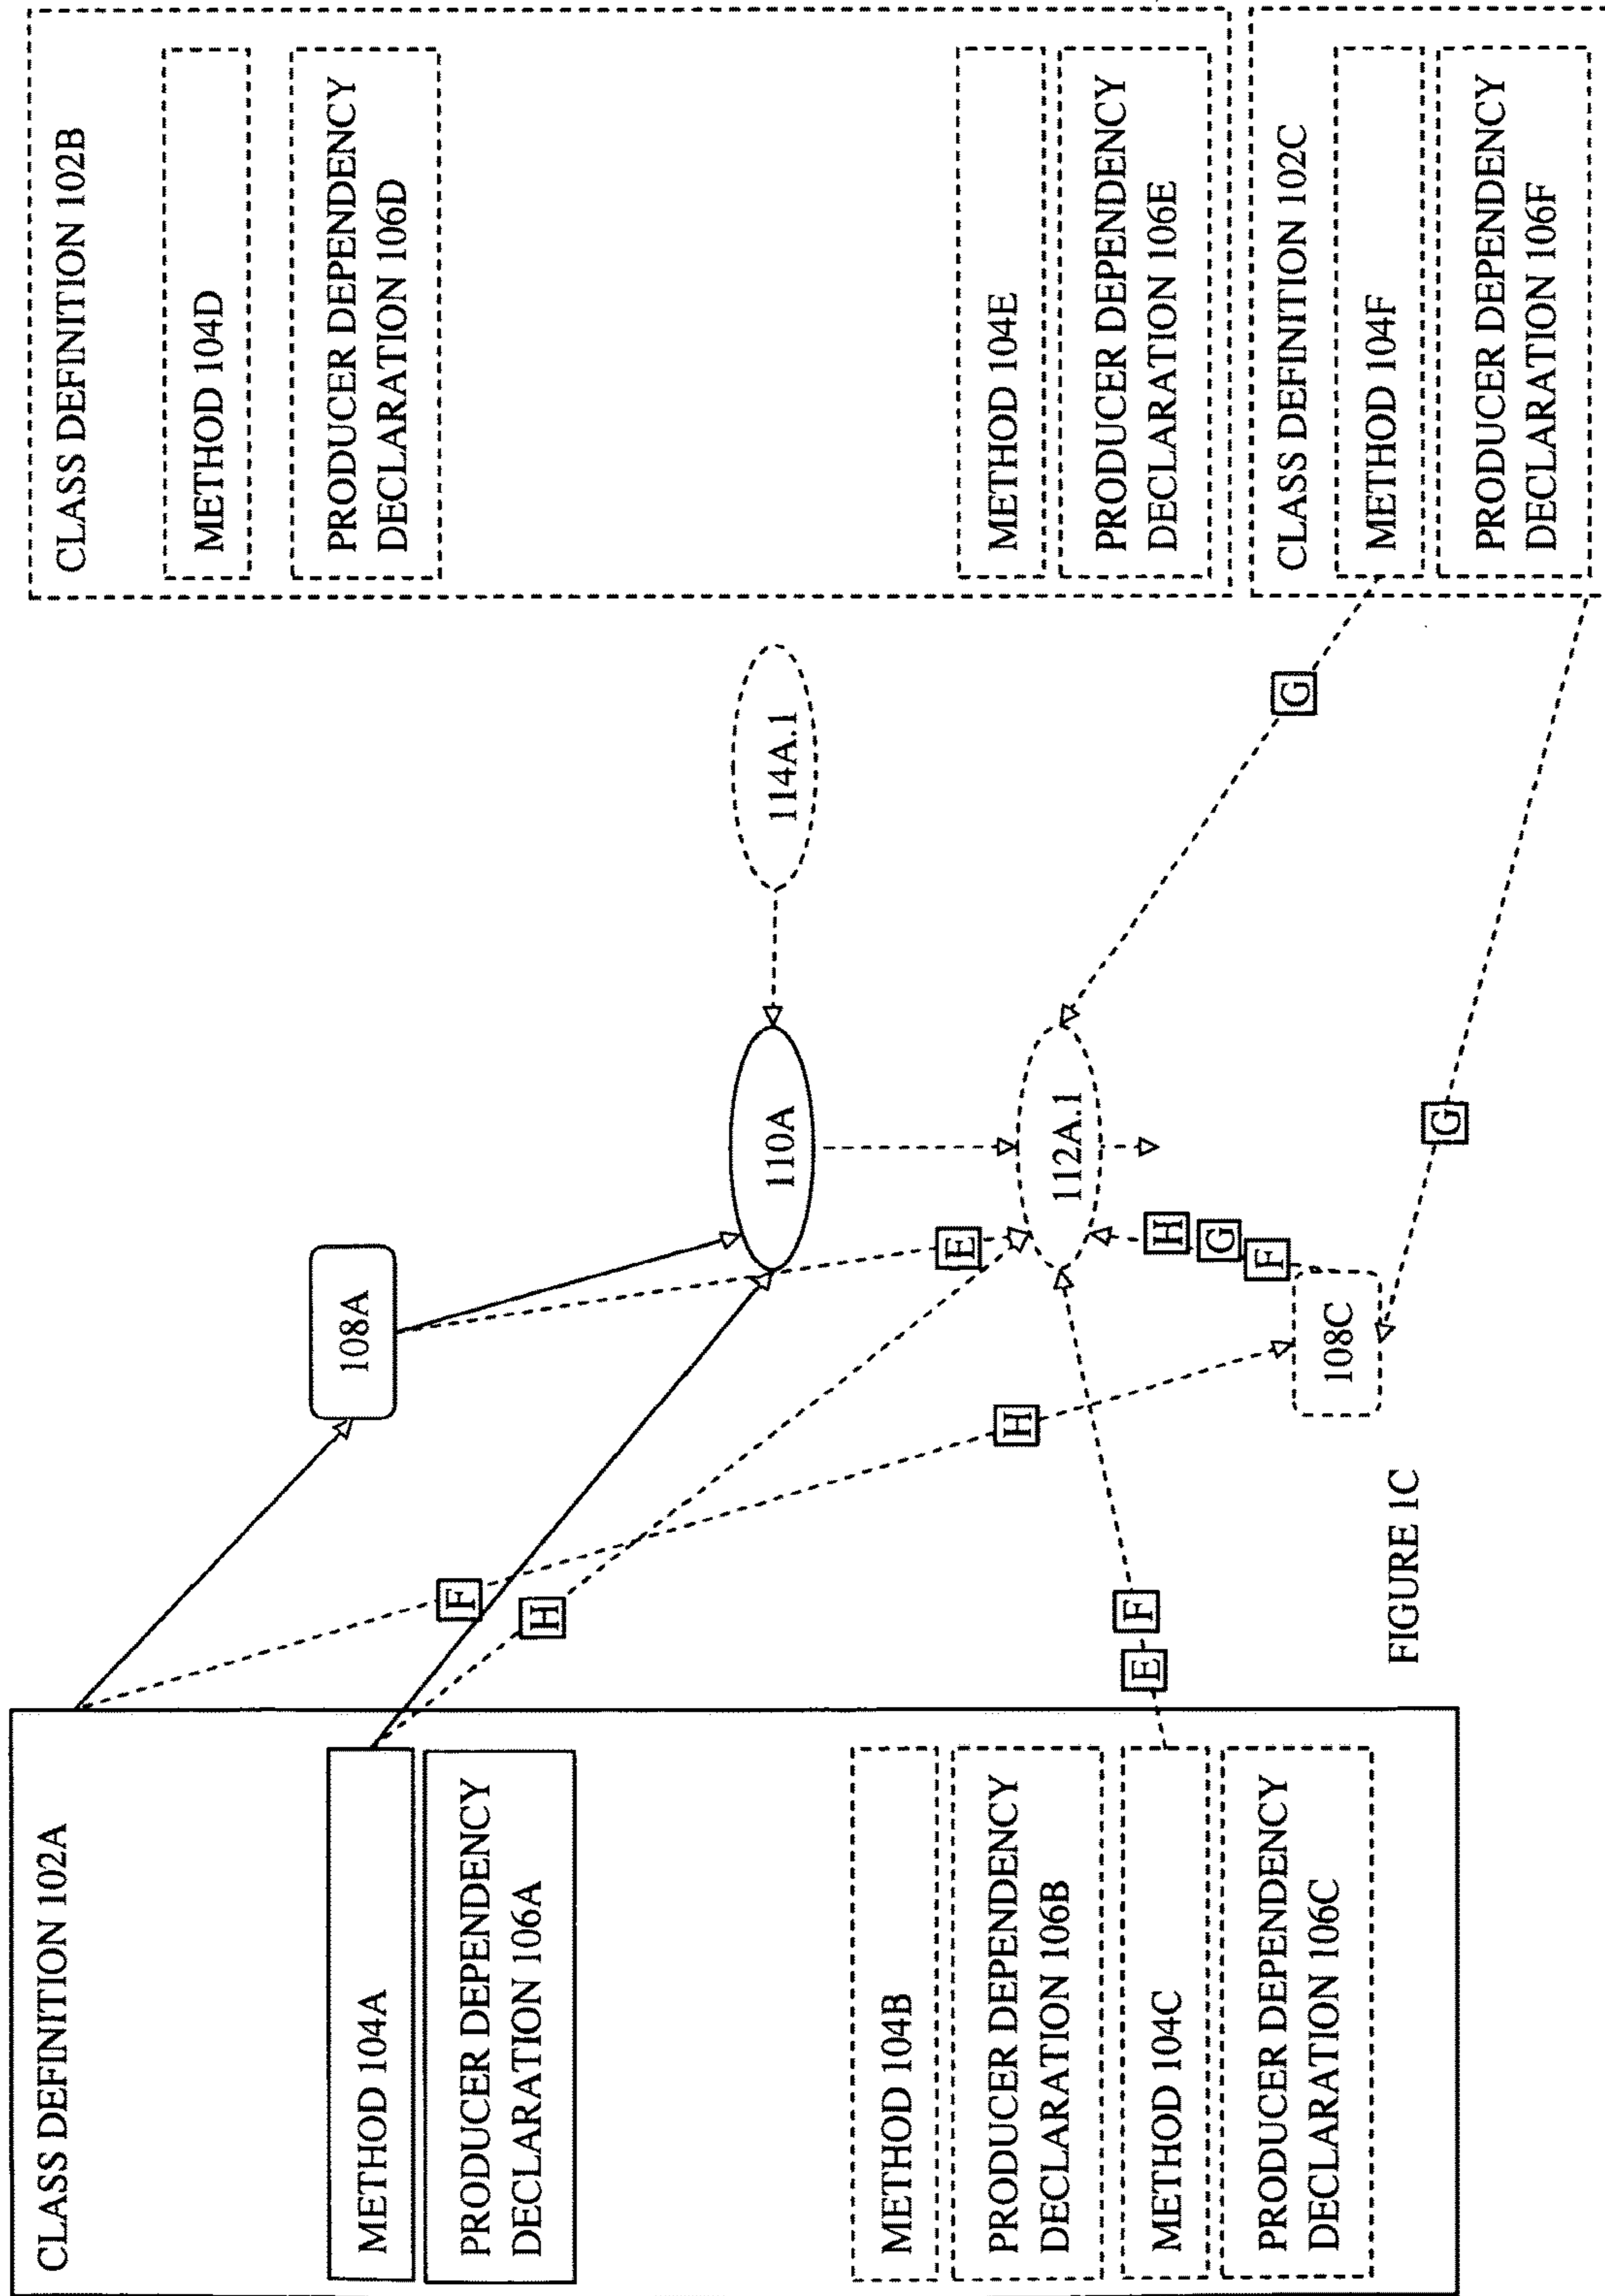 CLASS DEFINITION 102A
METHOD 104A
PRODUCER DEPENDENCY
DECLARATION 106A
METHOD 104B
PRODUCER DEPENDENCY
DECLARATION 106B
METHOD 104C
PRODUCER DEPENDENCY
DECLARATION 106C
108A
F
H
E
H
E
F
110A
114A.1
112A.1
H
G
F
108C
G
G
CLASS DEFINITION 102B
METHOD 104D
PRODUCER DEPENDENCY
DECLARATION 106D
METHOD 104E
PRODUCER DEPENDENCY
DECLARATION 106E
CLASS DEFINITION 102C
METHOD 104F
PRODUCER DEPENDENCY
DECLARATION 106F
FIGURE 1C